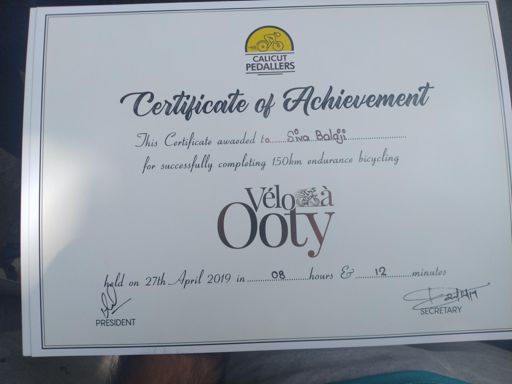 CALICUT
PEDALLERS
Certificate of Achievement
This Certificate awarded to ......Siva Balaji..............................
for successfully completing 150km endurance bicycling
Vélo à
Ooty
held on 27th April 2019 in ..........08........hours & ......12........minutes
PRESIDENT
SECRETARY